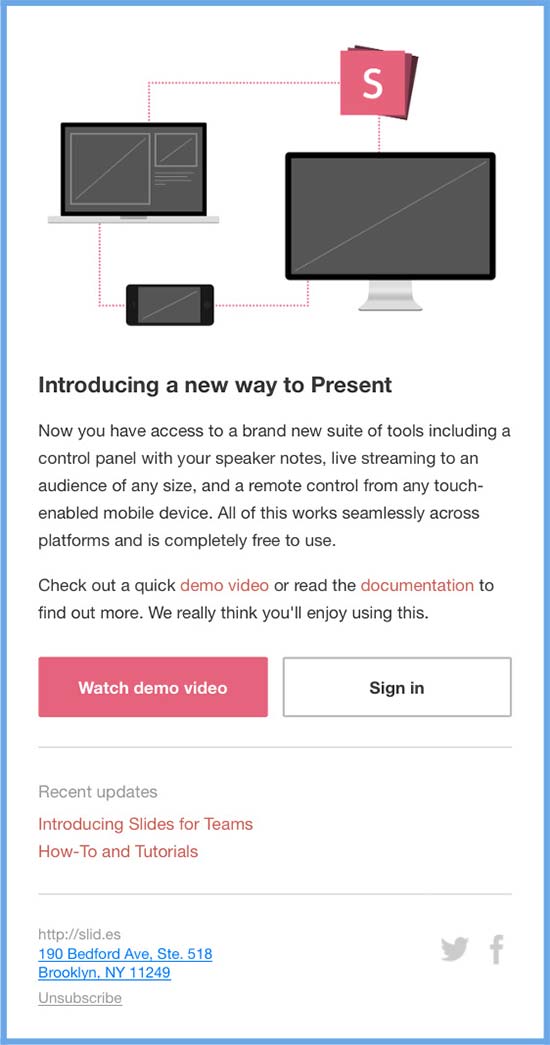 S
Introducing a new way to Present
Now you have access to a brand new suite of tools including a
control panel with your speaker notes, live streaming to an
audience of any size, and a remote control from any touch-
enabled mobile device. All of this works seamlessly across
platforms and is completely free to use.
Check out a quick demo video or read the documentation to
find out more. We really think you'll enjoy using this.
Watch demo video
Sign in
Recent updates
Introducing Slides for Teams
How-To and Tutorials
http://slid.es
190 Bedford Ave, Ste. 518
Brooklyn, NY 11249
Unsubscribe